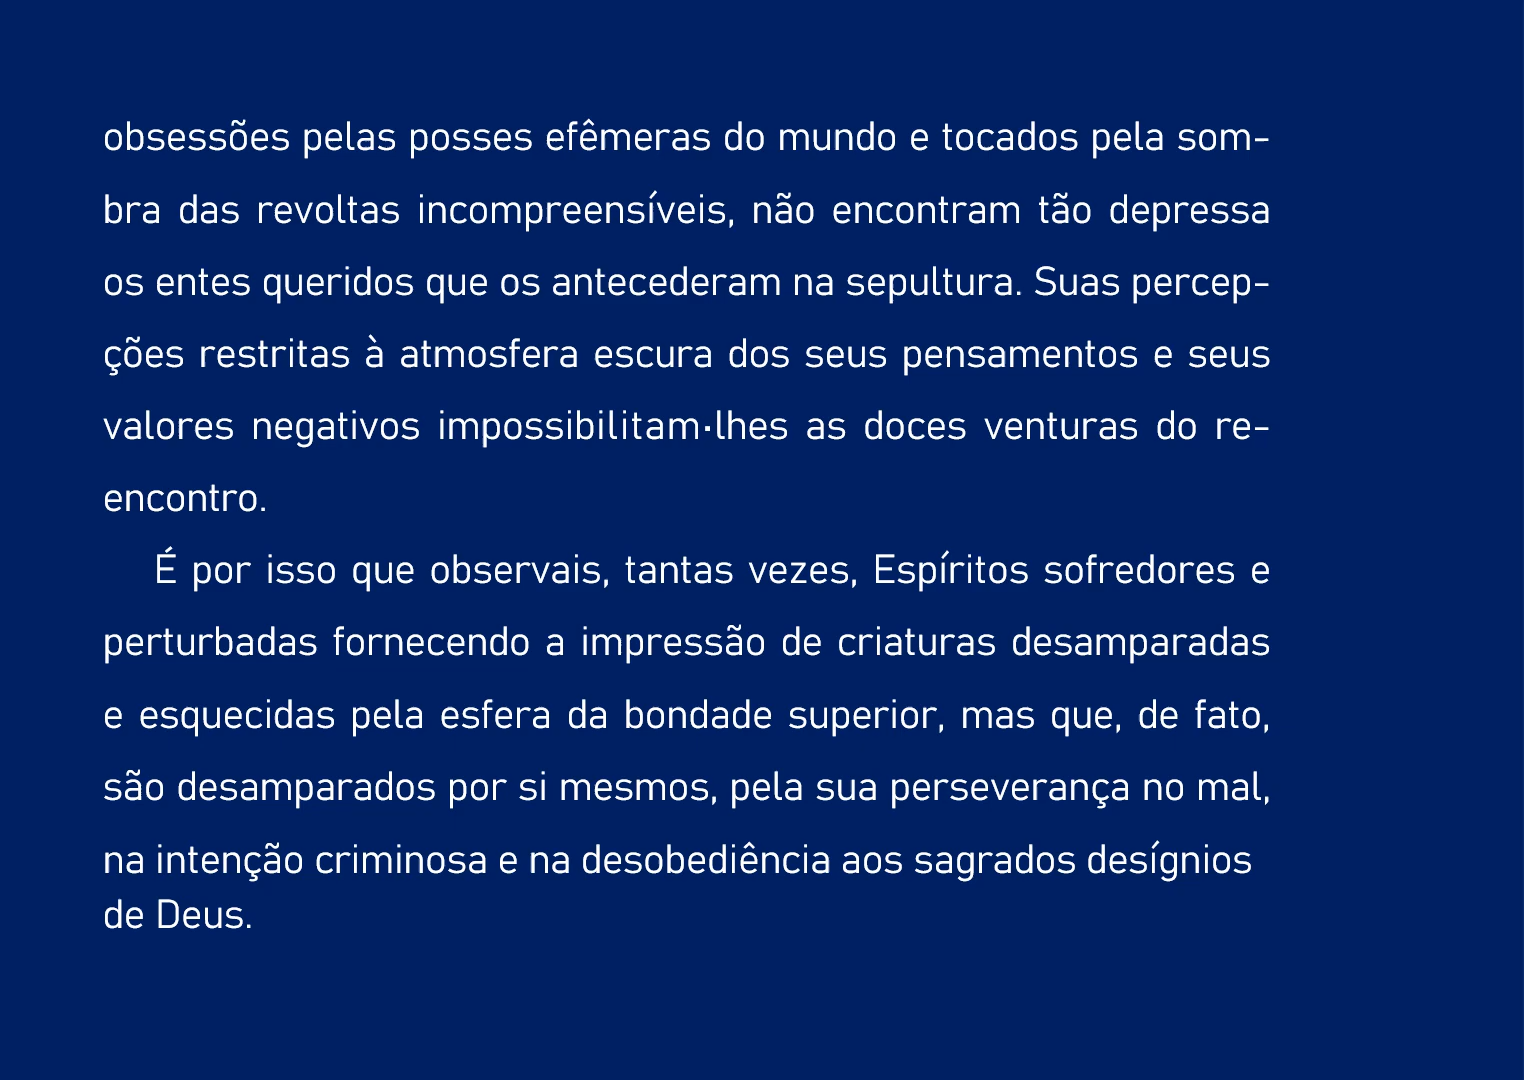 obsessões pelas posses efêmeras do mundo e tocados pela som-
bra das revoltas incompreensíveis, não encontram tão depressa
os entes queridos que os antecederam na sepultura. Suas percep-
ções restritas à atmosfera escura dos seus pensamentos e seus
valores negativos impossibilitam·lhes as doces venturas do re-
encontro.
É por isso que observais, tantas vezes, Espíritos sofredores e
perturbadas fornecendo a impressão de criaturas desamparadas
e esquecidas pela esfera da bondade superior, mas que, de fato,
são desamparados por si mesmos, pela sua perseverança no mal,
na intenção criminosa e na desobediência aos sagrados desígnios
de Deus.